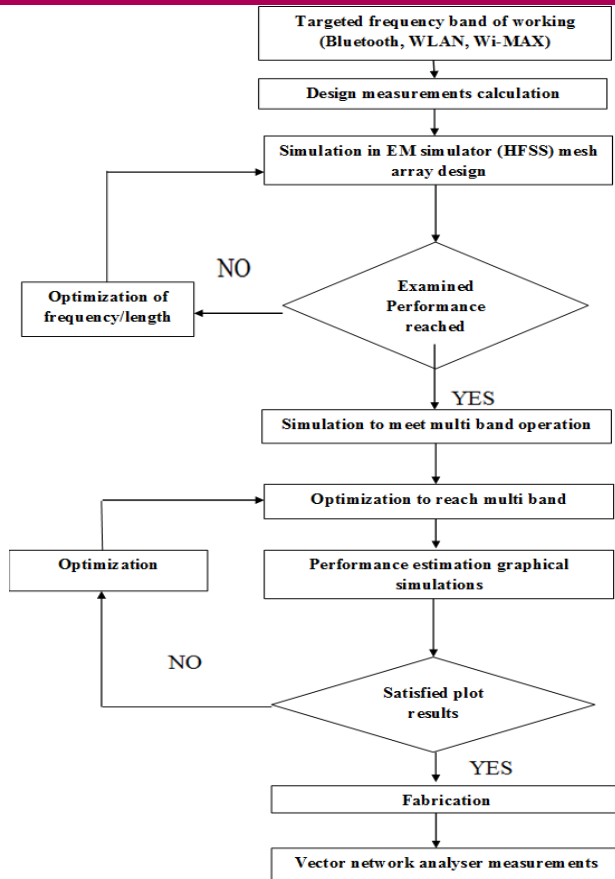 Targeted frequency band of working
(Bluetooth, WLAN, Wi-MAX)
Design measurements calculation
Simulation in EM simulator (HFSS) mesh
array design
NO
Examined
Performance
reached
Optimization of
frequency/length
YES
Simulation to meet multi band operation
Optimization to reach multi band
Optimization
Performance estimation graphical
simulations
NO
Satisfied plot
results
YES
Fabrication
Vector network analyser measurements